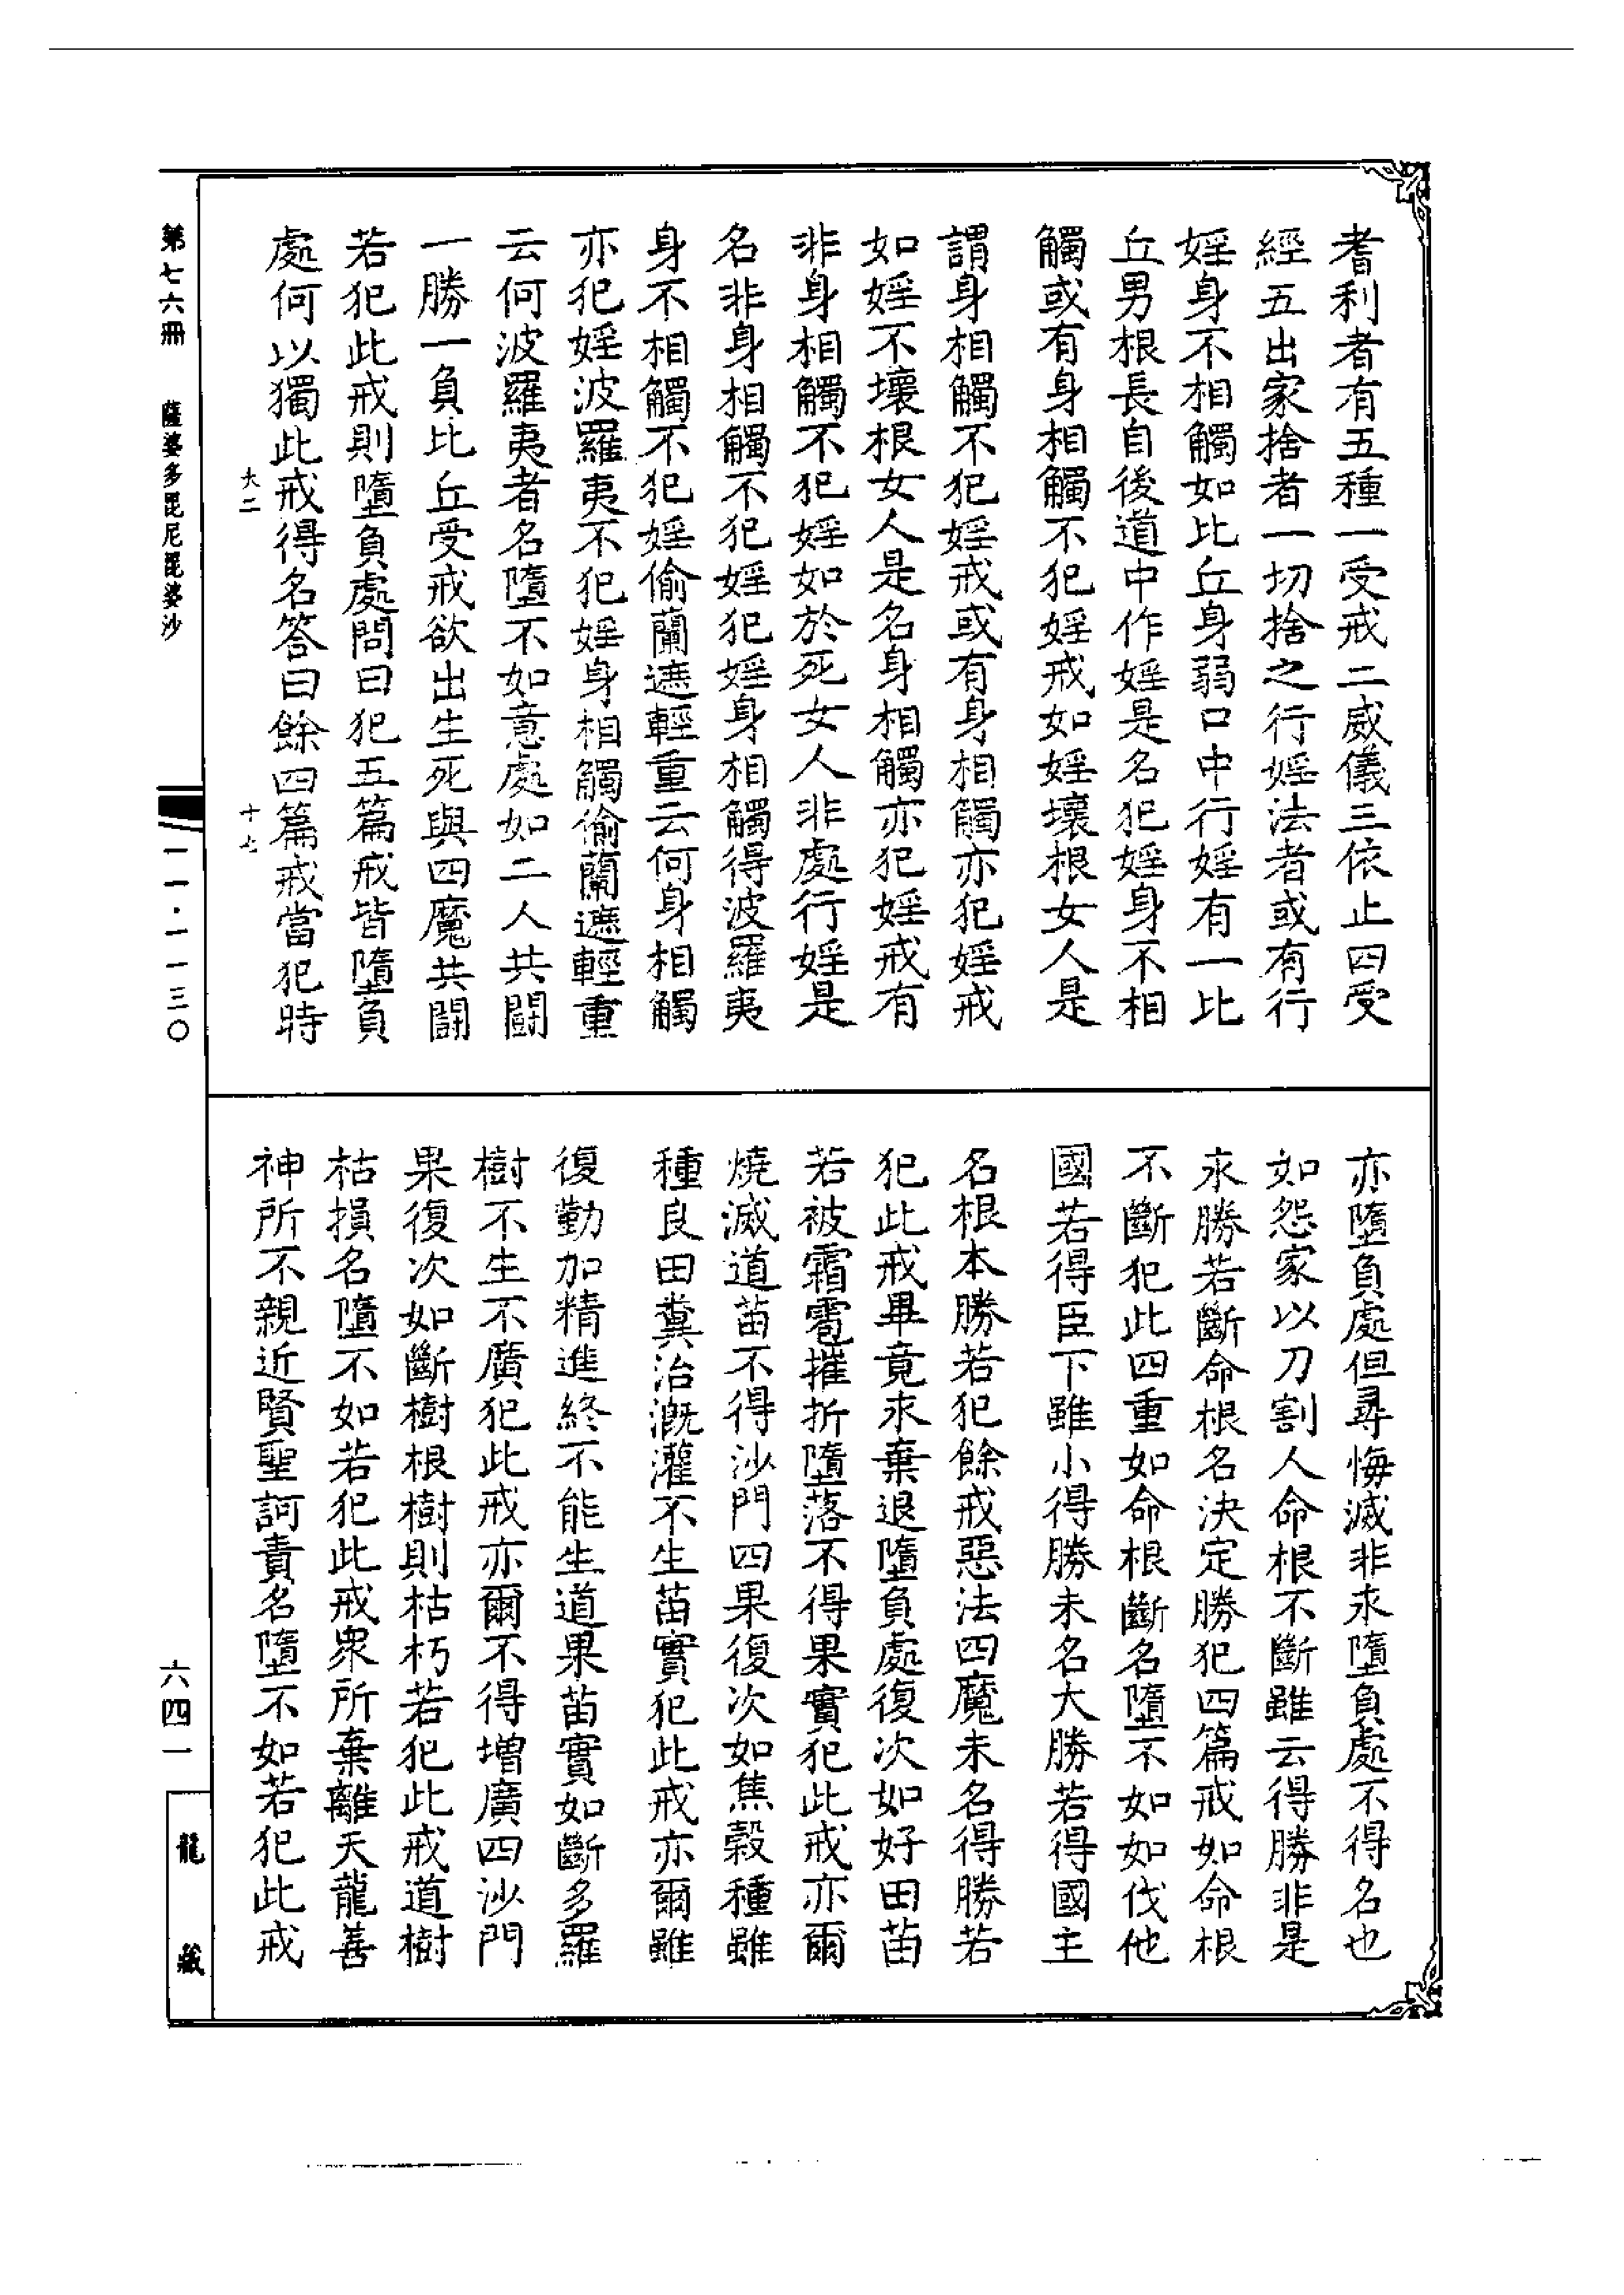 耆利者有五種一受戒二威儀三依止四受
經五出家捨者一切捨之行婬法者或有行
婬身不相觸如比丘身弱口中行婬有一比
丘男根長自後道中作婬是名犯婬身不相
觸或有身相觸不犯婬戒如婬壞根女人是
謂身相觸不犯婬戒或有身相觸亦犯婬戒
如婬不壞根女人是名身相觸亦犯婬戒有
非身相觸不犯婬如於死女人非處行婬是
名非身相觸不犯婬犯婬身相觸得波羅夷
身不相觸不犯婬偷蘭遮輕重云何身相觸
亦犯婬波羅夷不犯婬身相觸偷蘭遮輕重
云何波羅夷者名墮不如意處如二人共鬪
一勝一負比丘受戒欲出生死與四魔共鬪
若犯此戒則墮負處問曰犯五篇戒皆墮負
處何以獨此戒得名答曰餘四篇戒當犯時
亦墮負處但尋悔滅非永墮負處不得名也
如怨家以刀割人命根不斷雖云得勝非是
永勝若斷命根名決定勝犯四篇戒如命根
不斷犯此四重如命根斷名墮不如如伐他
國若得臣下雖小得勝未名大勝若得國主
名根本勝若犯餘戒惡法四魔未名得勝若
犯此戒畢竟永棄退墮負處復次如好田苗
若被霜雹摧折墮落不得果實犯此戒亦爾
燒滅道苗不得沙門四果復次如焦穀種雖
種良田糞治溉灌不生苗實犯此戒亦爾雖
復勤加精進終不能生道果苗實如斷多羅
樹不生不廣犯此戒亦爾不得增廣四沙門
果復次如斷樹根樹則枯朽若犯此戒道樹
枯損名墮不如若犯此戒眾所棄離天龍善
神所不親近賢聖訶責名墮不如若犯此戒
第七六冊 薩婆多毘尼毘婆沙
一一·一一三〇
六四一
龍藏
十七